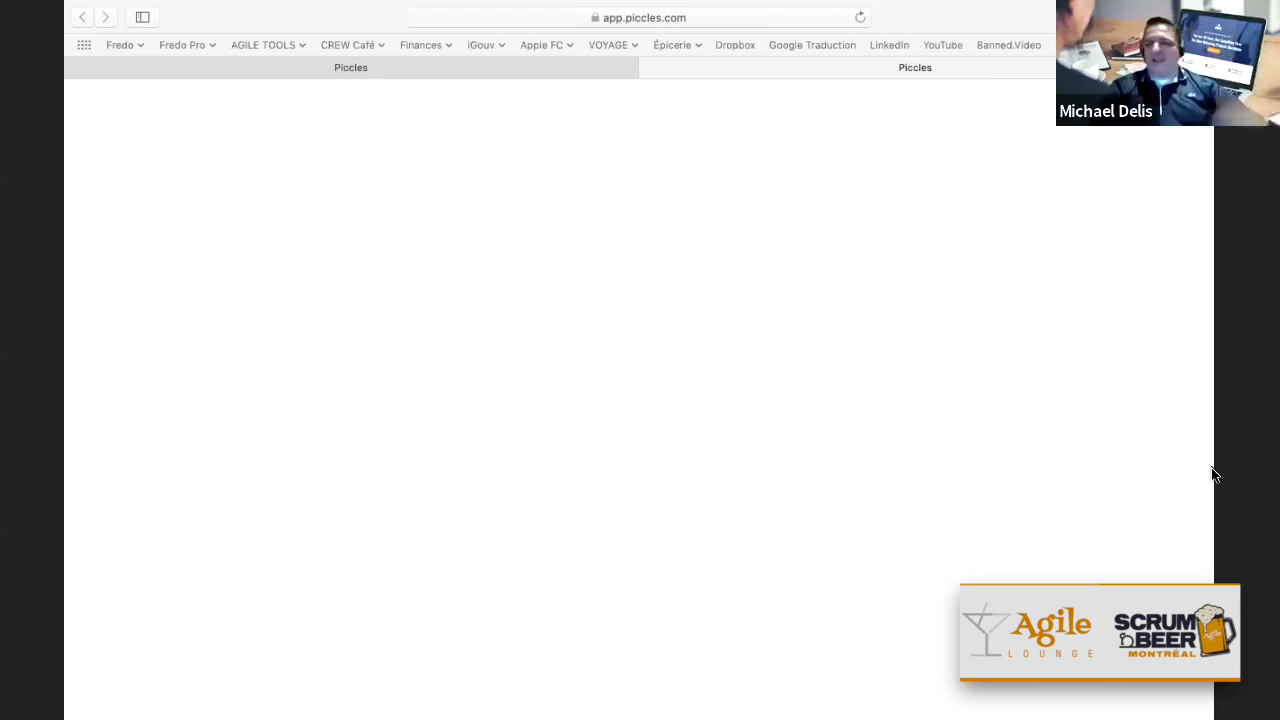 app.piccles.com
Fredo Fredo Pro AGILE TOOLS CREW Café Finances iGouv Apple FC VOYAGE Épicerie Dropbox Google Traduction LinkedIn YouTube Banned.Video
Piccles Piccles
Michael Delis
Agile
LOUNGE
SCRUM
BEER
MONTRÉAL
Agile